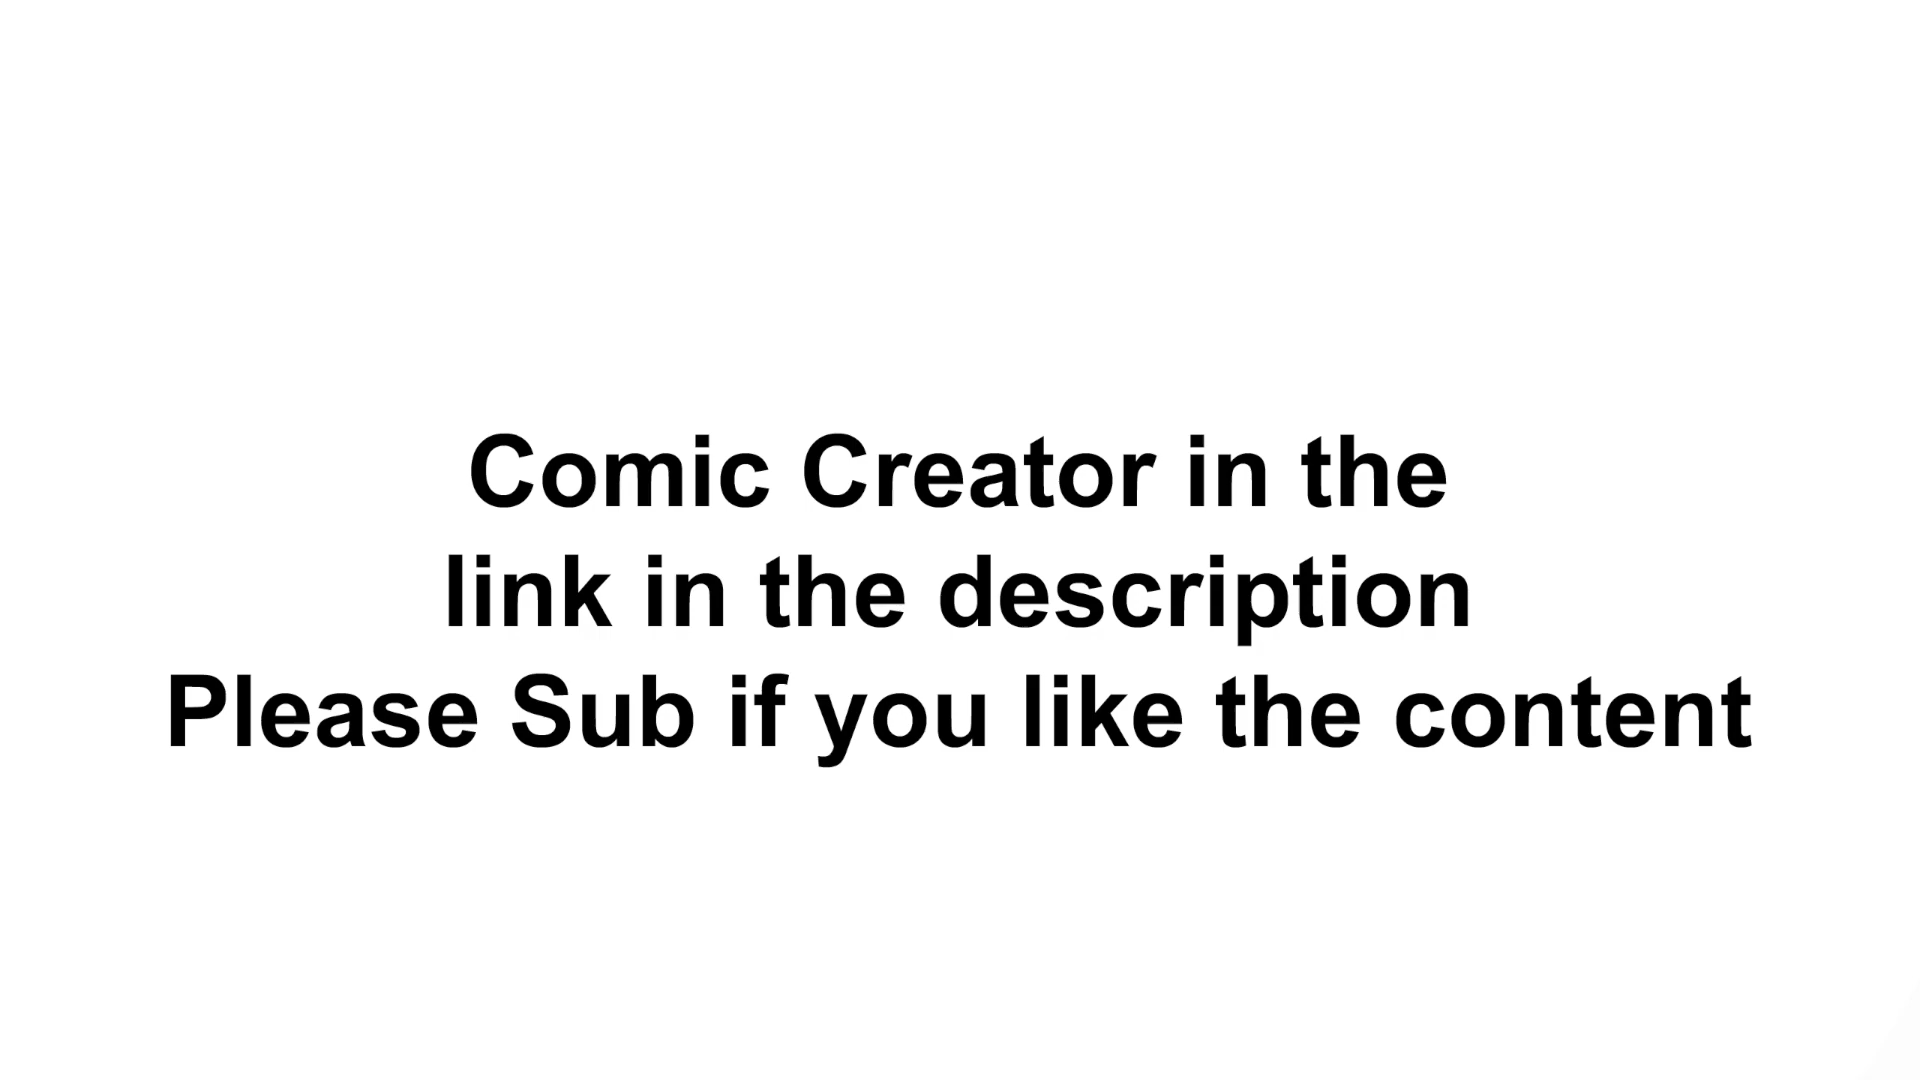 Comic Creator in the
link in the description
Please Sub if you like the content